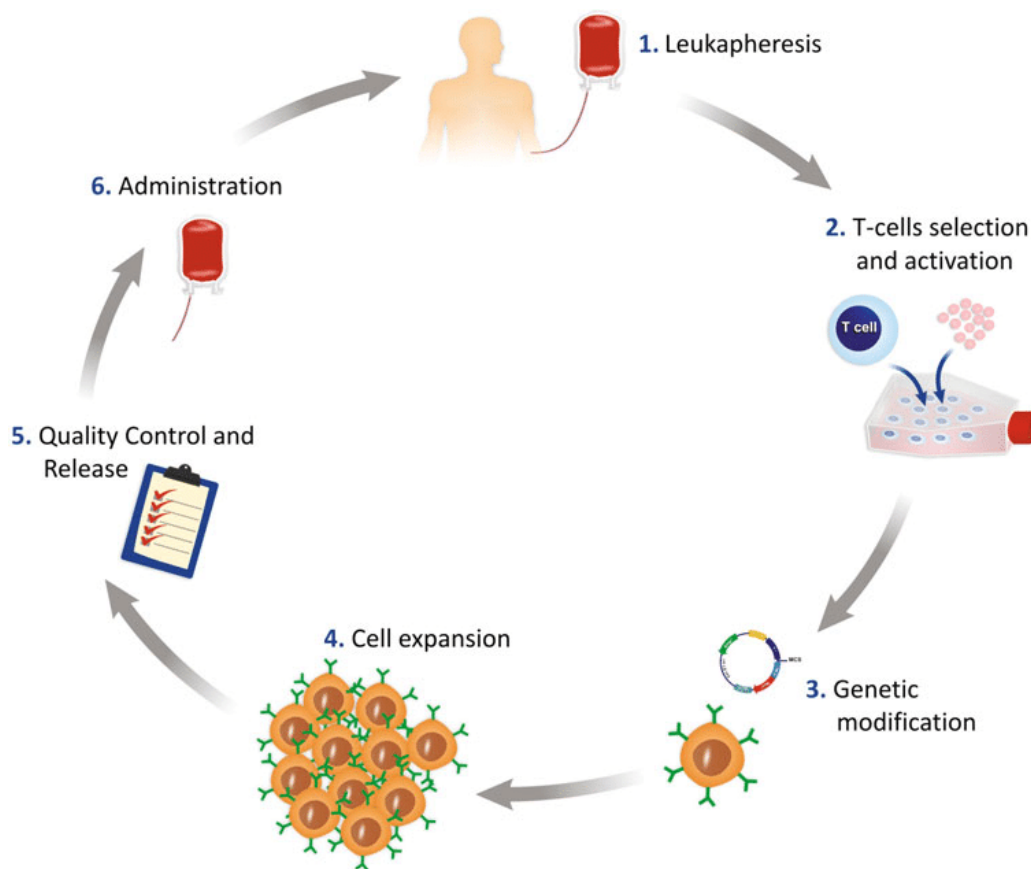 1. Leukapheresis
2. T-cells selection
and activation
T cell
MCS
3. Genetic
modification
4. Cell expansion
5. Quality Control and
Release
6. Administration